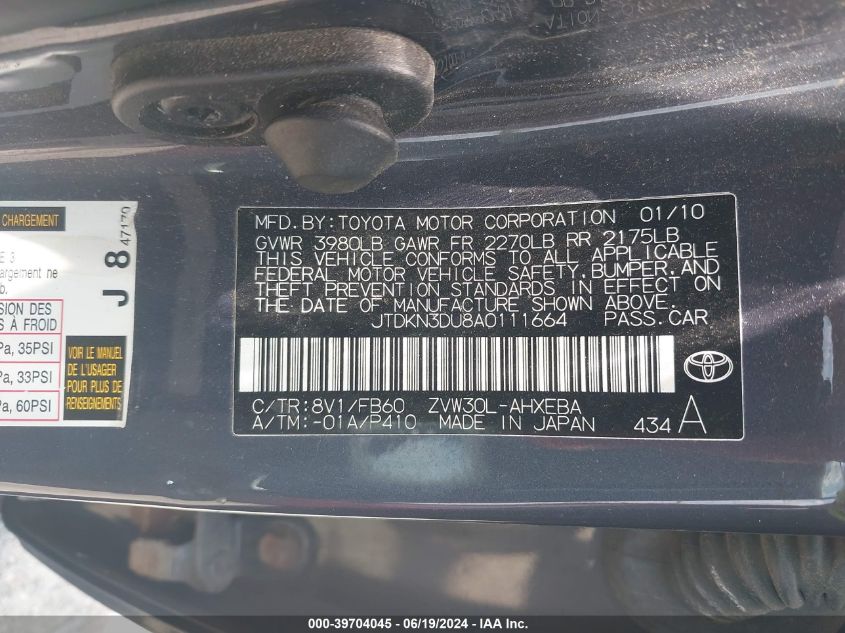 CHARGEMENT
E 3
argement ne
b.
SION DES
S À FROID
Pa, 35PSI
Pa, 33PSI
Pa, 60PSI
VOIR LE MANUEL
DE L'USAGER
POUR PLUS DE
RENSEIGNEMENTS
J 8
47179
MFD. BY: TOYOTA MOTOR CORPORATION 01/10
GVWR 3980LB GAWR FR 2270LB RR 2175LB
THIS VEHICLE CONFORMS TO ALL APPLICABLE
FEDERAL MOTOR VEHICLE SAFETY, BUMPER, AND
THEFT PREVENTION STANDARDS IN EFFECT ON
THE DATE OF MANUFACTURE SHOWN ABOVE.
JTDKN3DU8A0111664 PASS. CAR
C/TR: 8V1/FB60 ZVW30L-AHXEBA
A/TM: -01A/P410 MADE IN JAPAN 434 A
000-39704045 - 06/19/2024 - IAA Inc.